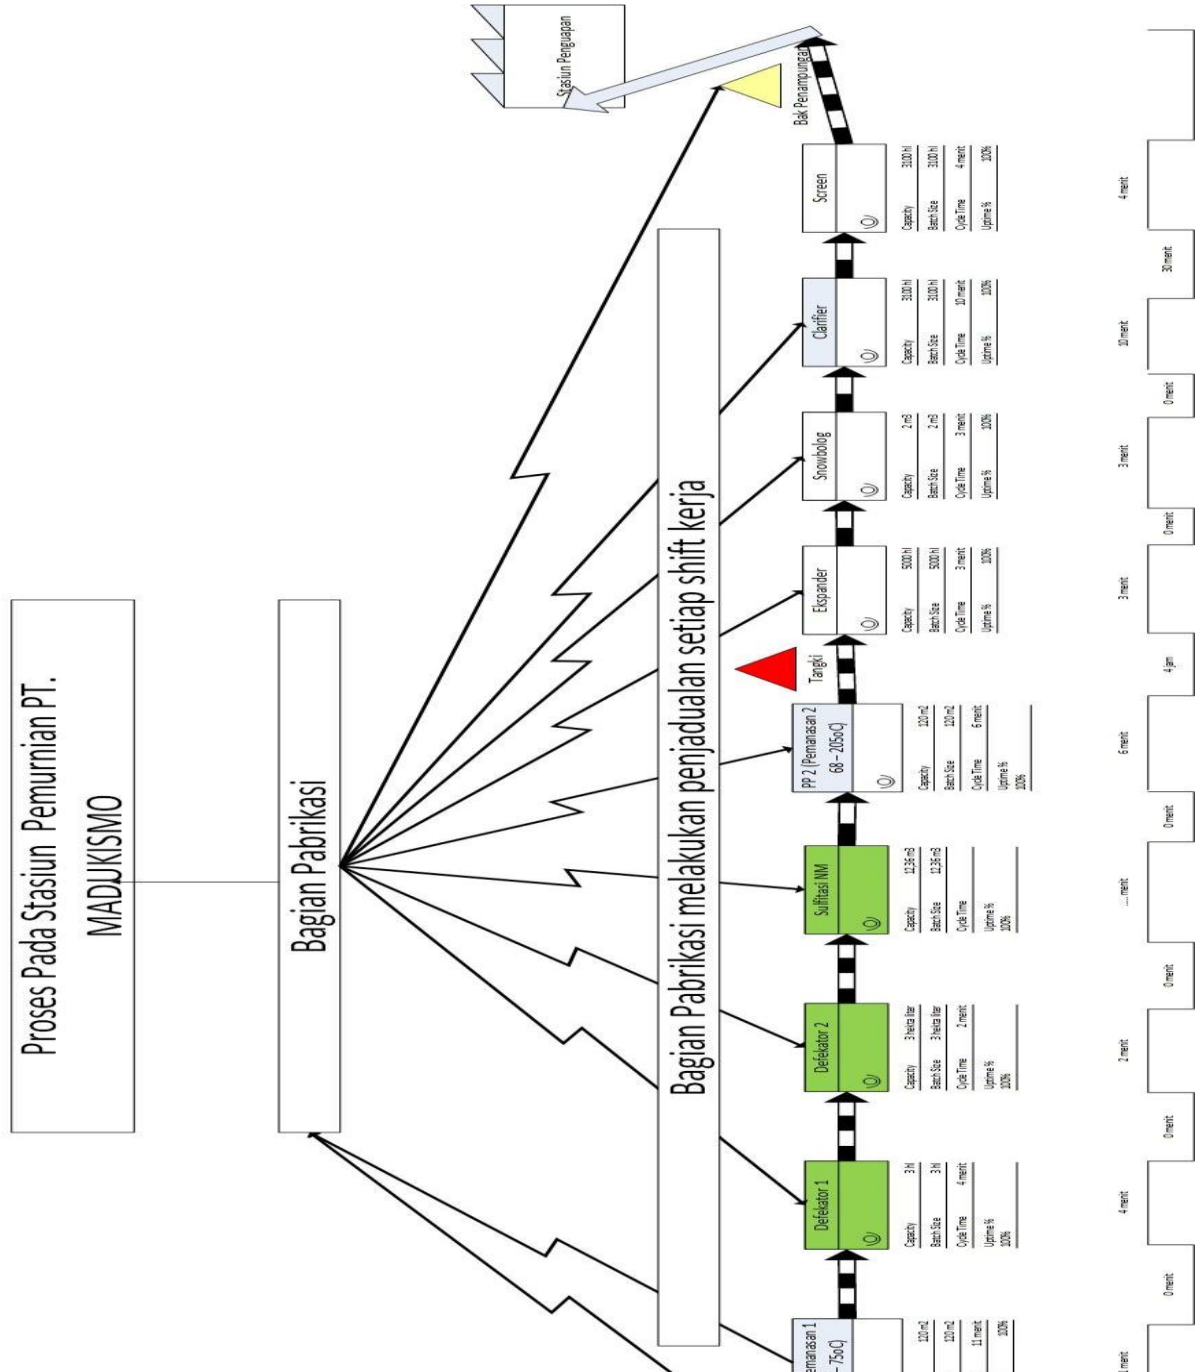 Proses Pada Stasiun Pemurnian PT.
MADUKISMO
Bagian Pabrikasi
Stasiun Penguapan
Bagian Pabrikasi melakukan penjadualan setiap shift kerja
Bak Penampungan
Tangki
emanasan 1
–75oC)
120 m2
120 m2
11 menit
100%
Defekator 1
Capacity 3 hl
Batch Size 3 hl
Cycle Time 4 menit
Uptime %
100%
Defekator 2
Capacity 3 hekta liter
Batch Size 3 hekta liter
Cycle Time 2 menit
Uptime %
100%
Sulfitasi NM
Capacity 12,36 m3
Batch Size 12,36 m3
Cycle Time
Uptime %
100%
PP 2 (Pemanasan 2
68 – 205oC)
Capacity 120 m2
Batch Size 120 m2
Cycle Time 6 menit
Uptime %
100%
Ekspander
Capacity 5000 hl
Batch Size 5000 hl
Cycle Time 3 menit
Uptime % 100%
Snowbolog
Capacity 2 m3
Batch Size 2 m3
Cycle Time 3 menit
Uptime % 100%
Clarifier
Capacity 3100 hl
Batch Size 3100 hl
Cycle Time 10 menit
Uptime % 100%
Screen
Capacity 3100 hl
Batch Size 3100 hl
Cycle Time 4 menit
Uptime % 100%
menit
0 menit
4 menit
0 menit
2 menit
0 menit
.... menit
0 menit
6 menit
4 jam
3 menit
0 menit
3 menit
0 menit
10 menit
30 menit
4 menit